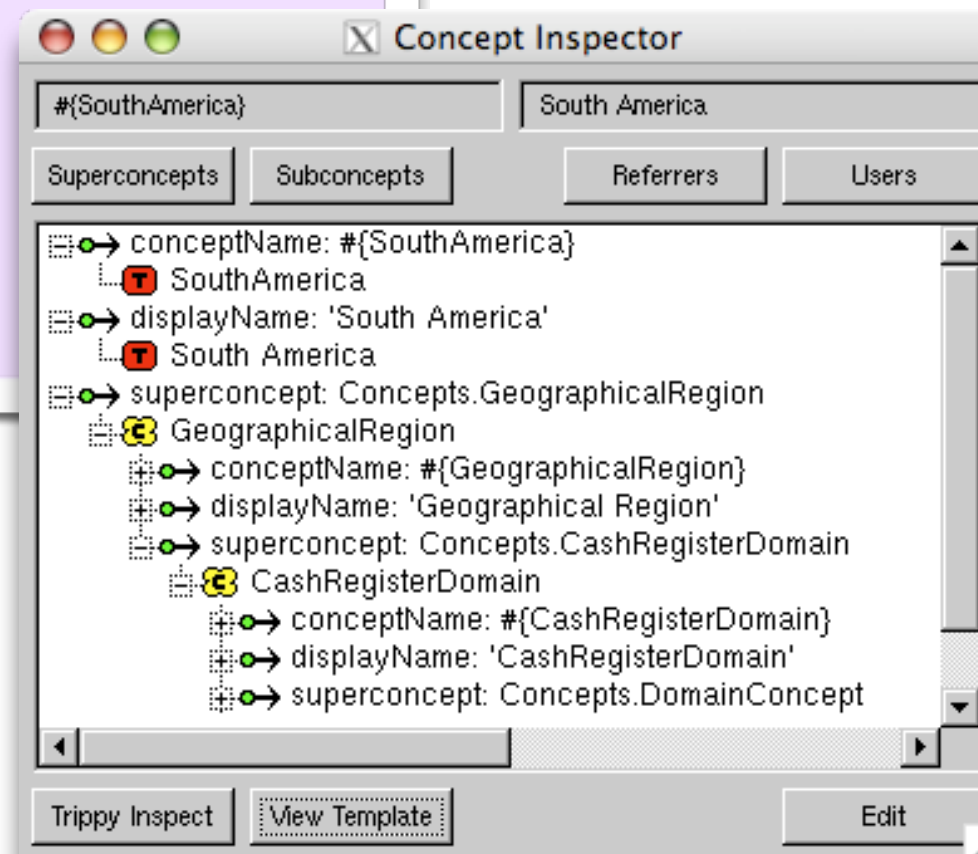 Concept Inspector
#{SouthAmerica} South America
Superconcepts Subconcepts Referrers Users
conceptName: #{SouthAmerica}
T SouthAmerica
displayName: 'South America'
T South America
superconcept: Concepts.GeographicalRegion
C GeographicalRegion
conceptName: #{GeographicalRegion}
displayName: 'Geographical Region'
superconcept: Concepts.CashRegisterDomain
C CashRegisterDomain
conceptName: #{CashRegisterDomain}
displayName: 'CashRegisterDomain'
superconcept: Concepts.DomainConcept
Trippy Inspect View Template Edit